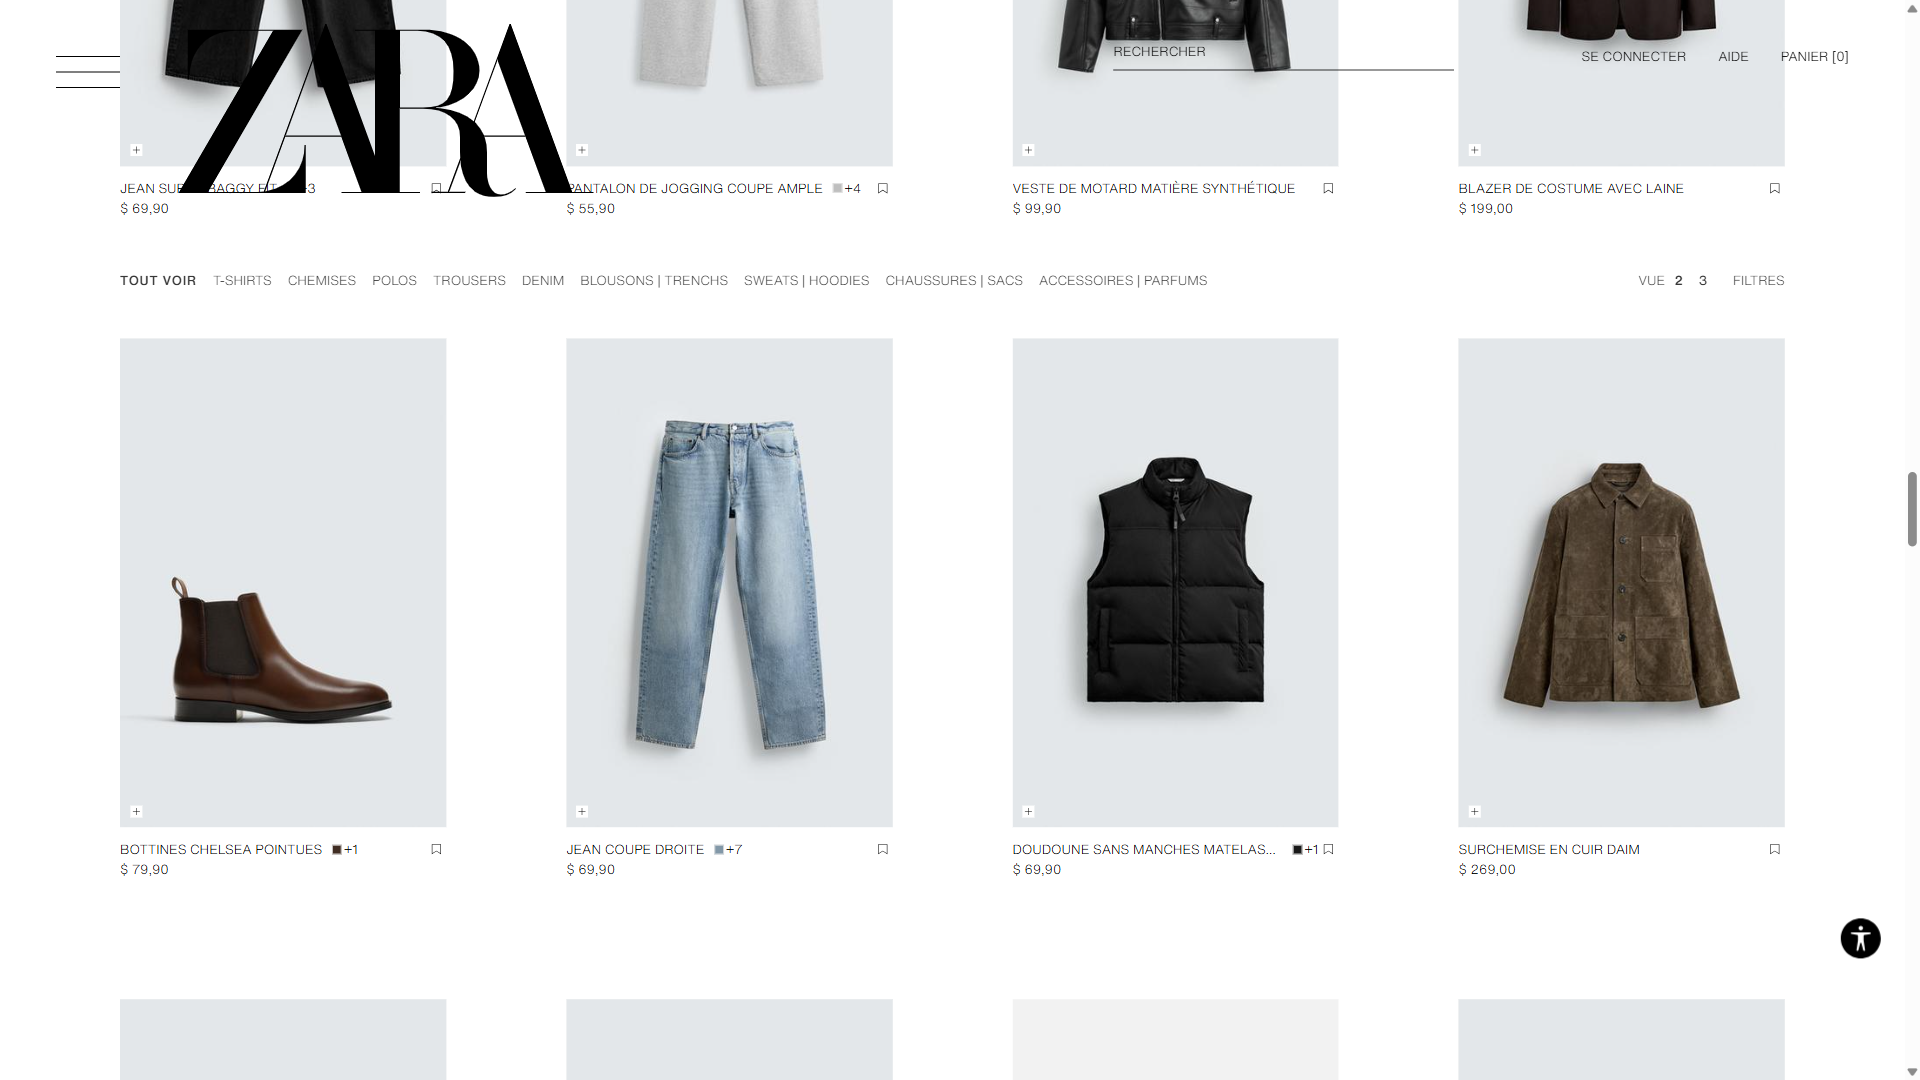 ZARA
RECHERCHER
SE CONNECTER AIDE PANIER [0]
+ + + +
BAGGY FIT +3
$ 69,90
PANTALON DE JOGGING COUPE AMPLE +4
$ 55,90
VESTE DE MOTARD MATIÈRE SYNTHÉTIQUE
$ 99,90
BLAZER DE COSTUME AVEC LAINE
$ 199,00
TOUT VOIR T-SHIRTS CHEMISES POLOS TROUSERS DENIM BLOUSONS | TRENCHS SWEATS | HOODIES CHAUSSURES | SACS ACCESSOIRES | PARFUMS
VUE 2 3 FILTRES
+ + + +
BOTTINES CHELSEA POINTUES +1
$ 79,90
JEAN COUPE DROITE +7
$ 69,90
DOUDOUNE SANS MANCHES MATELAS... +1
$ 69,90
SURCHEMISE EN CUIR DAIM
$ 269,00